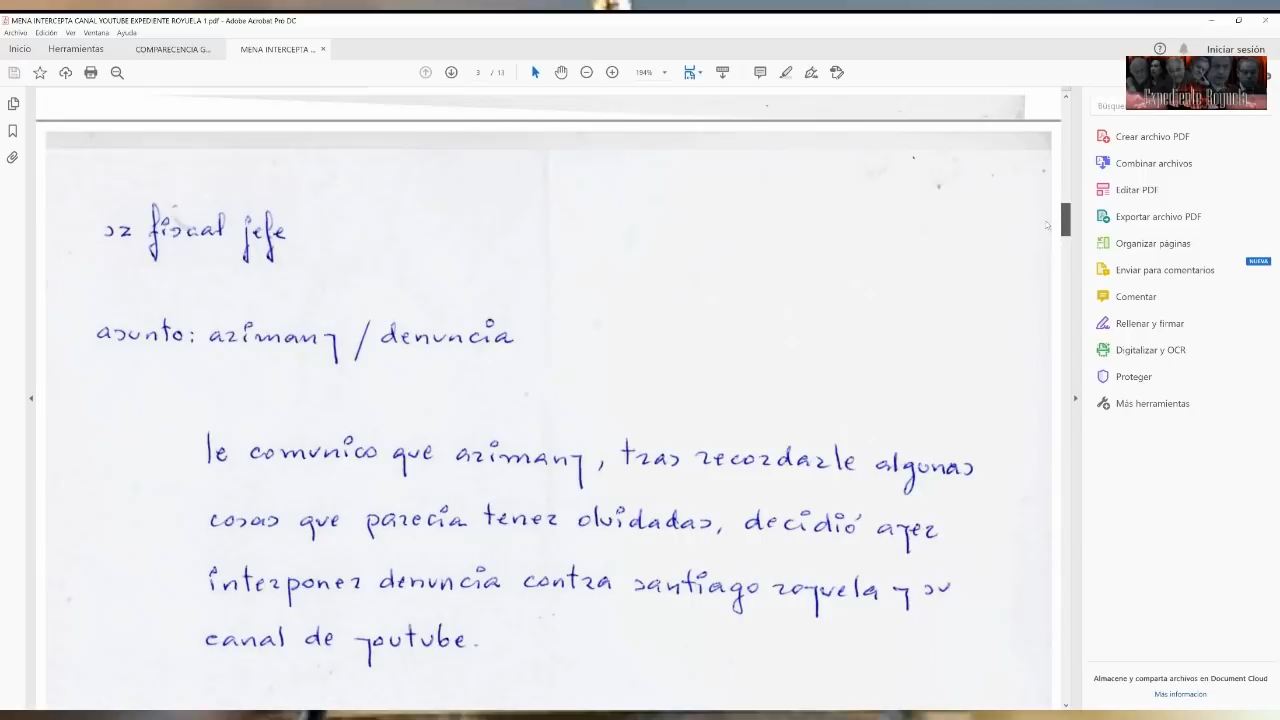 MENA INTERCEPTA CANAL YOUTUBE EXPEDIENTE ROYUELA 1.pdf - Adobe Acrobat Pro DC
Archivo Edición Ver Ventana Ayuda
Inicio Herramientas COMPARECENCIA G... MENA INTERCEPTA ... × Iniciar sesión
3 / 13 194%
Expediente Royuela
Búsque
Crear archivo PDF
Combinar archivos
Editar PDF
Exportar archivo PDF
Organizar páginas
Enviar para comentarios NUEVA
Comentar
Rellenar y firmar
Digitalizar y OCR
Proteger
Más herramientas
sr fiscal jefe
asunto: arimany / denuncia
le comunico que arimany, tras recordarle algunas
cosas que parecía tener olvidadas, decidió ayer
interponer denuncia contra santiago royuela y su
canal de youtube.
Almacene y comparta archivos en Document Cloud
Más información